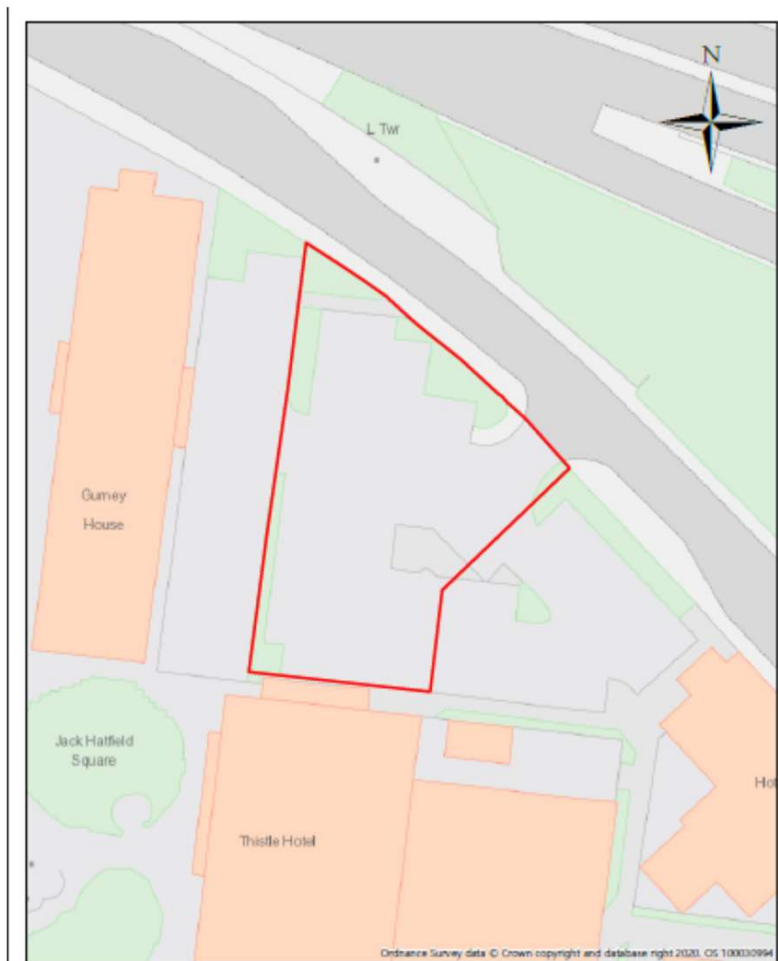 N
L Twr
Gurney
House
Jack Hatfield
Square
Thistle Hotel
Hot
Ordnance Survey data © Crown copyright and database right 2020. OS 100030994